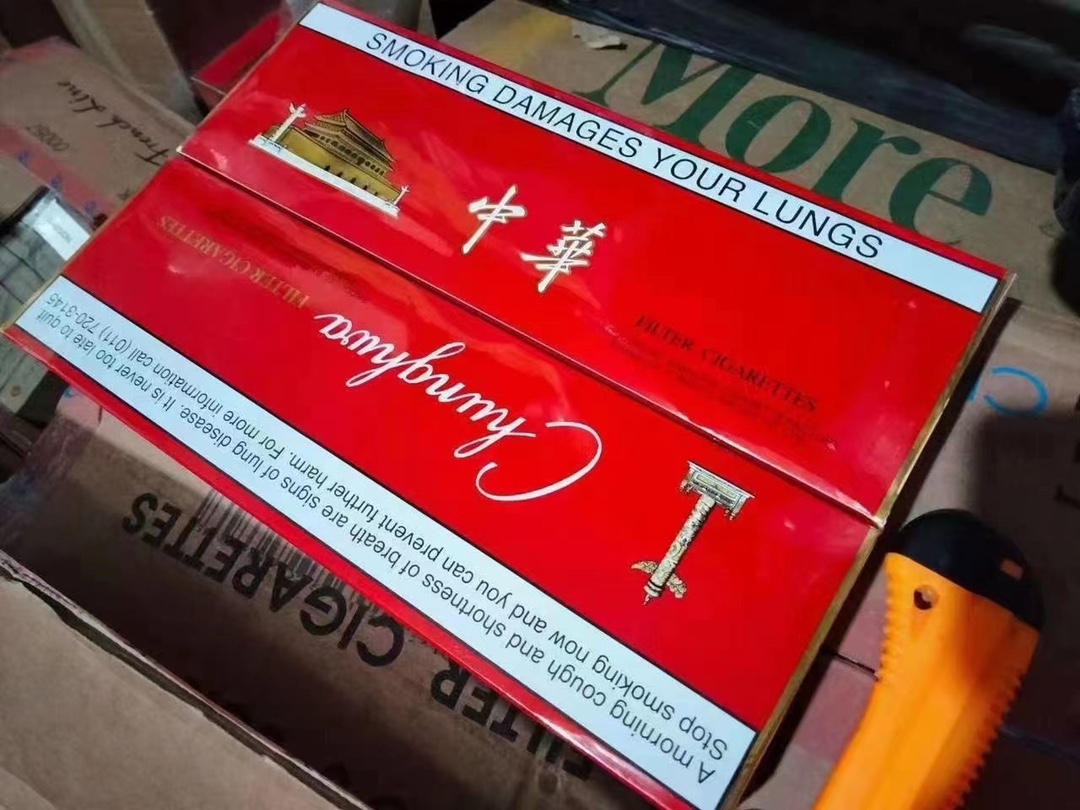 SMOKING DAMAGES YOUR LUNGS
中華
FILTER CIGARETTES
Chunghwa
FILTER CIGARETTES
A morning cough and shortness of breath are signs of lung disease. It is never too late to quit.
Stop smoking now and you can prevent further harm. For more information call (011) 720-3145
More
French Line
FILTER CIGARETTES